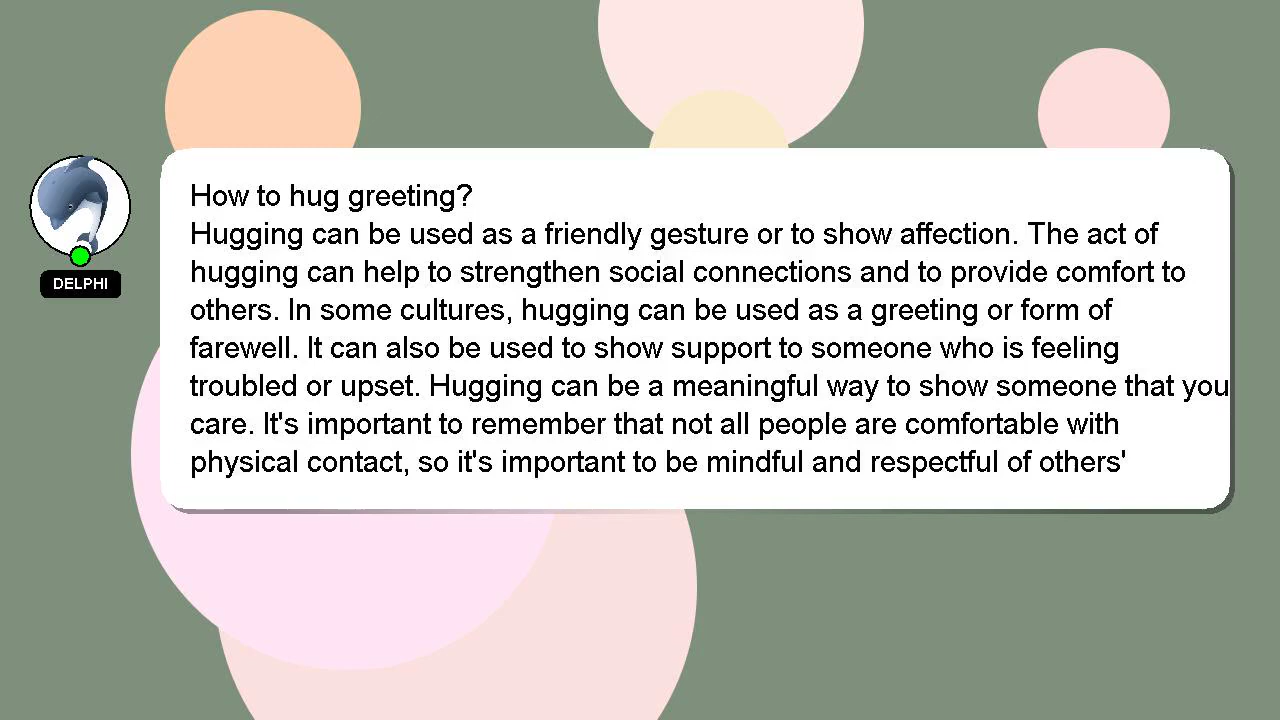 How to hug greeting?
Hugging can be used as a friendly gesture or to show affection. The act of
hugging can help to strengthen social connections and to provide comfort to
others. In some cultures, hugging can be used as a greeting or form of
farewell. It can also be used to show support to someone who is feeling
troubled or upset. Hugging can be a meaningful way to show someone that you
care. It's important to remember that not all people are comfortable with
physical contact, so it's important to be mindful and respectful of others'
DELPHI